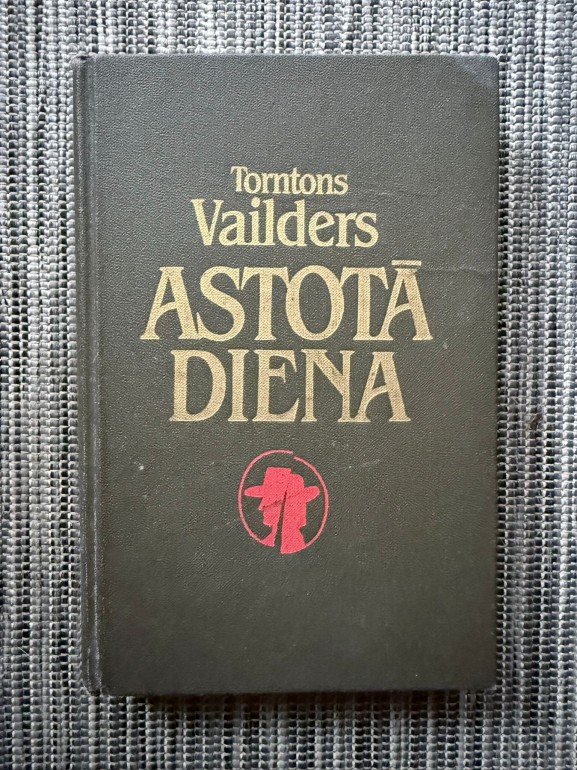 Torntons
Vailders
ASTOTĀ
DIENA